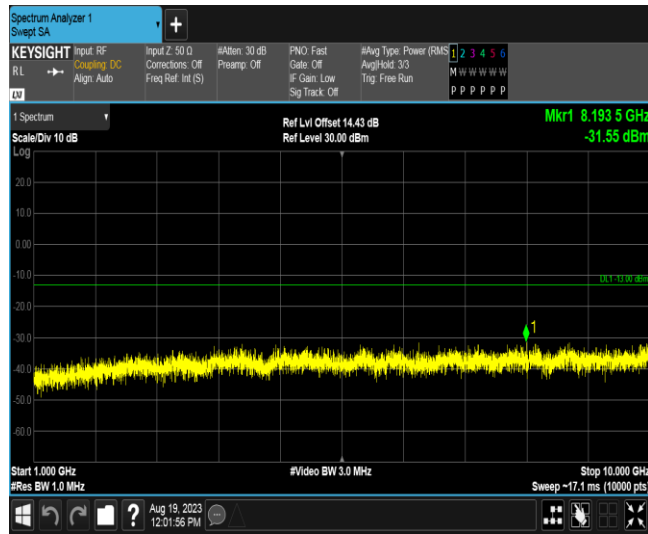 Spectrum Analyzer 1
Swept SA
+
KEYSIGHT
RL
LXI
Input: RF
Coupling: DC
Align: Auto
Input Z: 50 Ω
Corrections: Off
Freq Ref: Int (S)
#Atten: 30 dB
Preamp: Off
PNO: Fast
Gate: Off
IF Gain: Low
Sig Track: Off
#Avg Type: Power (RMS
Avg|Hold: 3/3
Trig: Free Run
1 2 3 4 5 6
M W W W W W
P P P P P P
1 Spectrum
Scale/Div 10 dB
Log
Ref Lvl Offset 14.43 dB
Ref Level 30.00 dBm
Mkr1 8.193 5 GHz
-31.55 dBm
20.0
10.0
0.00
-10.0
DL1 -13.00 dBm
-20.0
-30.0
1
-40.0
-50.0
-60.0
Start 1.000 GHz
#Video BW 3.0 MHz
Stop 10.000 GHz
#Res BW 1.0 MHz
Sweep ~17.1 ms (10000 pts)
?
Aug 19, 2023
12:01:56 PM